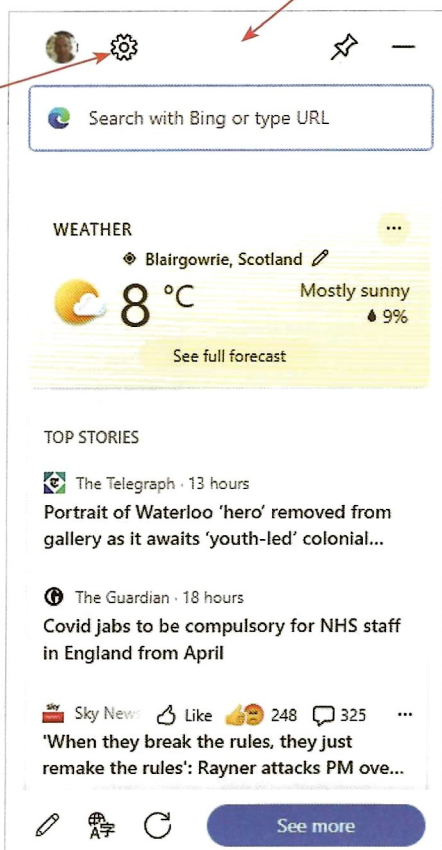 Search with Bing or type URL
WEATHER
Blairgowrie, Scotland
8 °C
Mostly sunny
9%
See full forecast
TOP STORIES
The Telegraph · 13 hours
Portrait of Waterloo 'hero' removed from
gallery as it awaits 'youth-led' colonial...
The Guardian · 18 hours
Covid jabs to be compulsory for NHS staff
in England from April
sky news Sky News Like 248 325
'When they break the rules, they just
remake the rules': Rayner attacks PM ove...
A字
See more